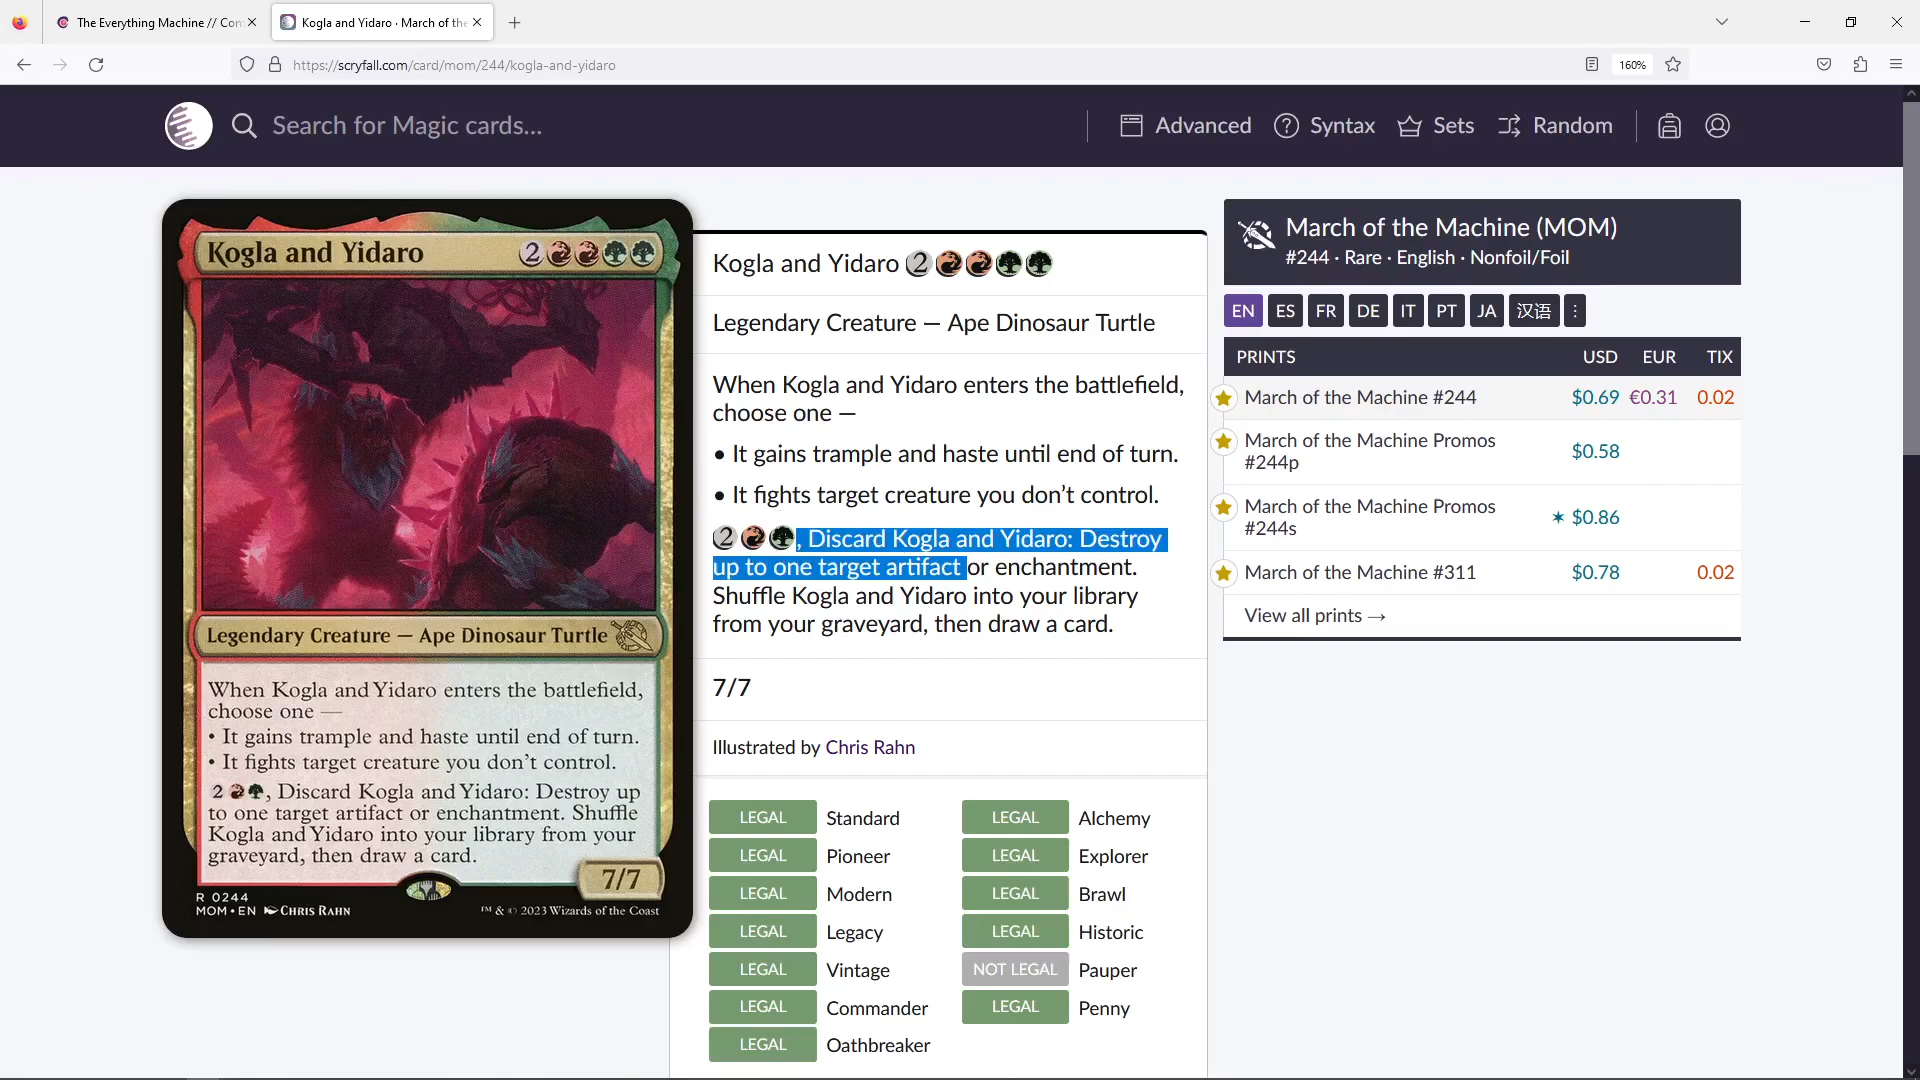 The Everything Machine // Con
Kogla and Yidaro · March of the
https://scryfall.com/card/mom/244/kogla-and-yidaro
160%
Search for Magic cards...
Advanced
Syntax
Sets
Random
Kogla and Yidaro 2
Legendary Creature — Ape Dinosaur Turtle
When Kogla and Yidaro enters the battlefield,
choose one —
• It gains trample and haste until end of turn.
• It fights target creature you don't control.
2, Discard Kogla and Yidaro: Destroy up
to one target artifact or enchantment. Shuffle
Kogla and Yidaro into your library from your
graveyard, then draw a card.
7/7
R 0244
MOM • EN CHRIS RAHN
™ & © 2023 Wizards of the Coast
Kogla and Yidaro 2
Legendary Creature — Ape Dinosaur Turtle
When Kogla and Yidaro enters the battlefield,
choose one —
• It gains trample and haste until end of turn.
• It fights target creature you don’t control.
2, Discard Kogla and Yidaro: Destroy
up to one target artifact or enchantment.
Shuffle Kogla and Yidaro into your library
from your graveyard, then draw a card.
7/7
Illustrated by Chris Rahn
LEGAL Standard LEGAL Alchemy
LEGAL Pioneer LEGAL Explorer
LEGAL Modern LEGAL Brawl
LEGAL Legacy LEGAL Historic
LEGAL Vintage NOT LEGAL Pauper
LEGAL Commander LEGAL Penny
LEGAL Oathbreaker
March of the Machine (MOM)
#244 · Rare · English · Nonfoil/Foil
EN ES FR DE IT PT JA 汉语 ⋮
PRINTS USD EUR TIX
March of the Machine #244 $0.69 €0.31 0.02
March of the Machine Promos
#244p $0.58
March of the Machine Promos
#244s ✶ $0.86
March of the Machine #311 $0.78 0.02
View all prints →